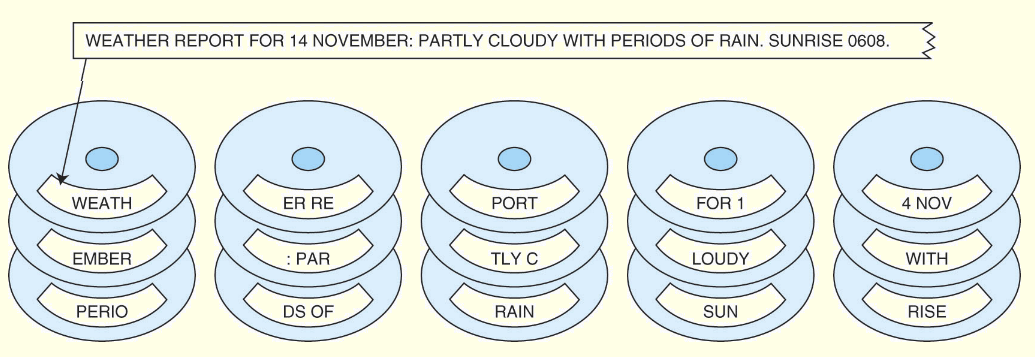 WEATHER REPORT FOR 14 NOVEMBER: PARTLY CLOUDY WITH PERIODS OF RAIN. SUNRISE 0608.
WEATH ER RE PORT FOR 1 4 NOV
EMBER : PAR TLY C LOUDY WITH
PERIO DS OF RAIN SUN RISE